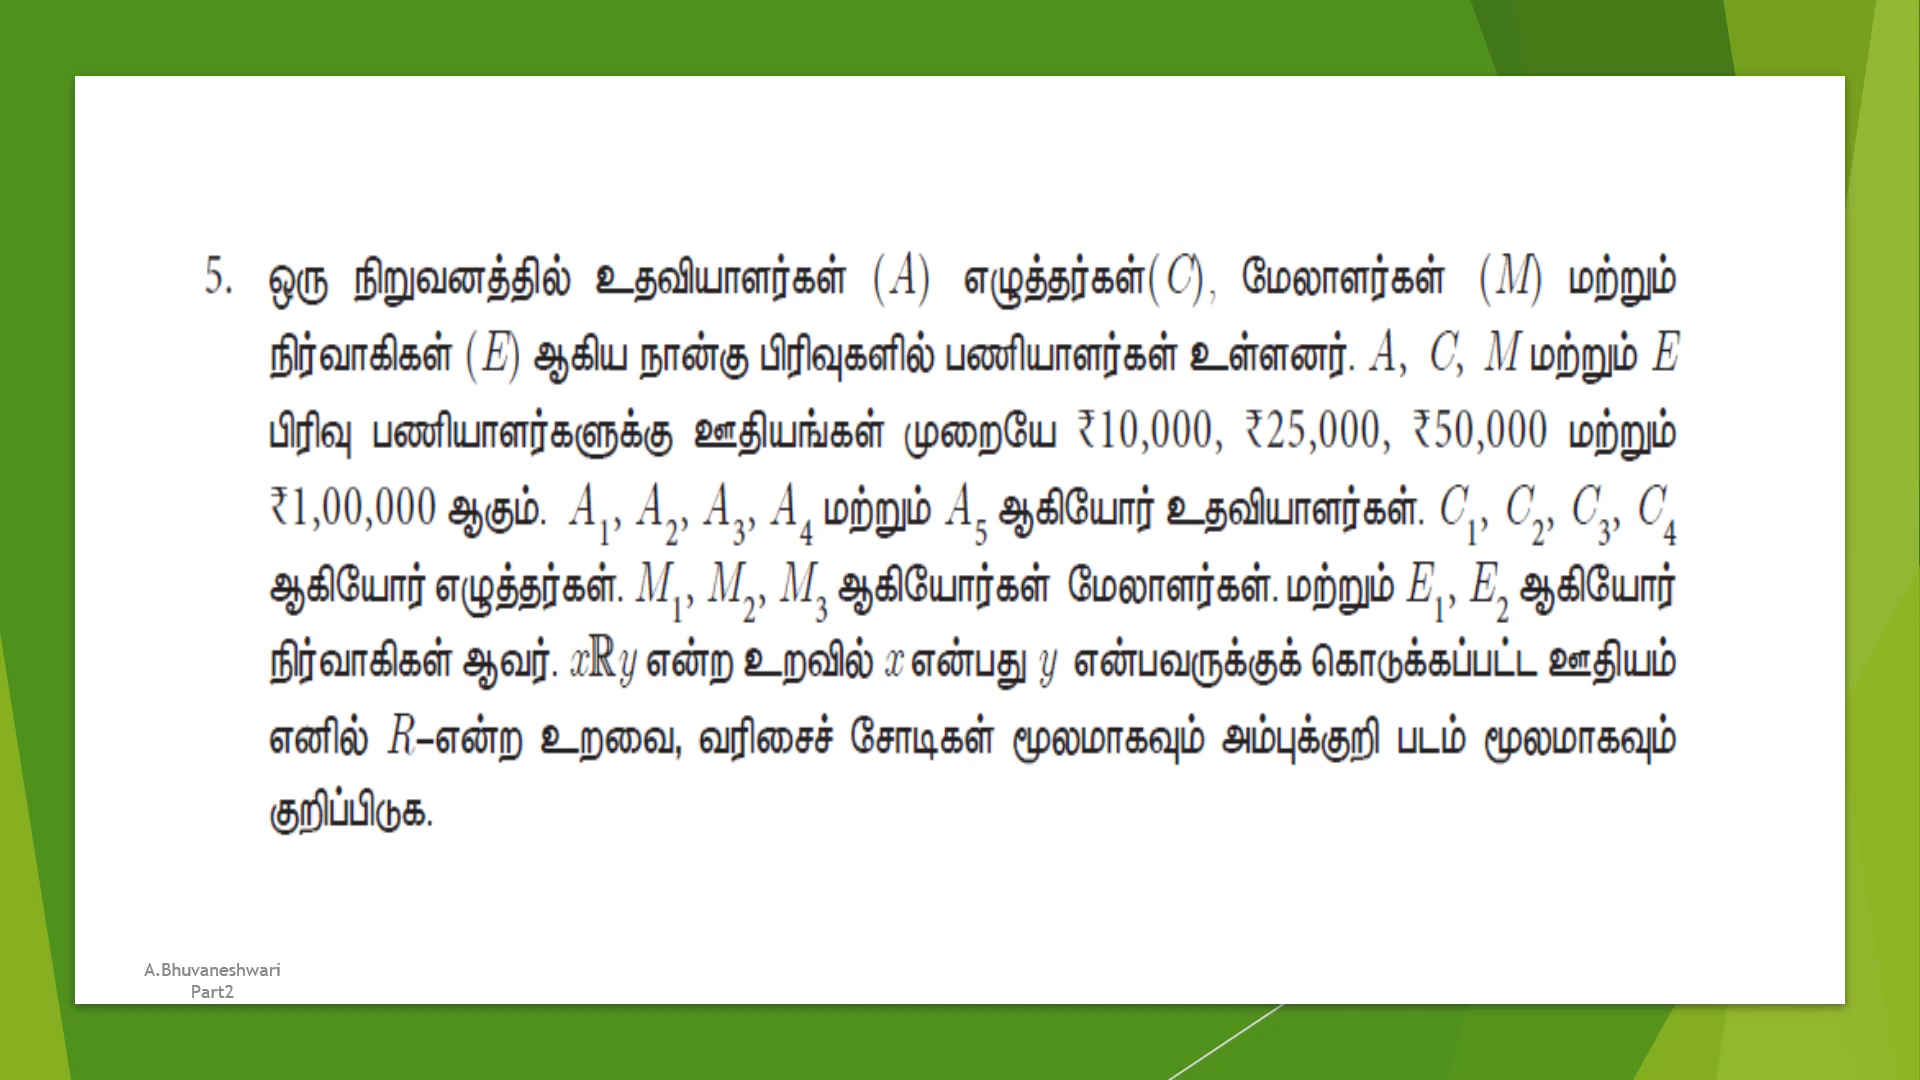 5. ஒரு நிறுவனத்தில் உதவியாளர்கள் (A) எழுத்தர்கள்(C), மேலாளர்கள் (M) மற்றும்
நிர்வாகிகள் (E) ஆகிய நான்கு பிரிவுகளில் பணியாளர்கள் உள்ளனர். A, C, M மற்றும் E
பிரிவு பணியாளர்களுக்கு ஊதியங்கள் முறையே ₹10,000, ₹25,000, ₹50,000 மற்றும்
₹1,00,000 ஆகும். A₁, A₂, A₃, A₄ மற்றும் A₅ ஆகியோர் உதவியாளர்கள். C₁, C₂, C₃, C₄
ஆகியோர் எழுத்தர்கள். M₁, M₂, M₃ ஆகியோர்கள் மேலாளர்கள். மற்றும் E₁, E₂ ஆகியோர்
நிர்வாகிகள் ஆவர். xℝy என்ற உறவில் x என்பது y என்பவருக்குக் கொடுக்கப்பட்ட ஊதியம்
எனில் R–என்ற உறவை, வரிசைச் சோடிகள் மூலமாகவும் அம்புக்குறி படம் மூலமாகவும்
குறிப்பிடுக.
A.Bhuvaneshwari
Part2